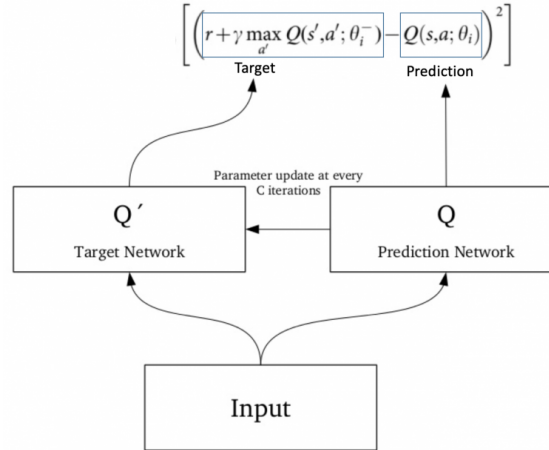 [(r + γ max_{a′} Q(s′,a′; θ_i^−) − Q(s,a; θ_i))^2]
Target
Prediction
Parameter update at every
C iterations
Q′
Target Network
Q
Prediction Network
Input